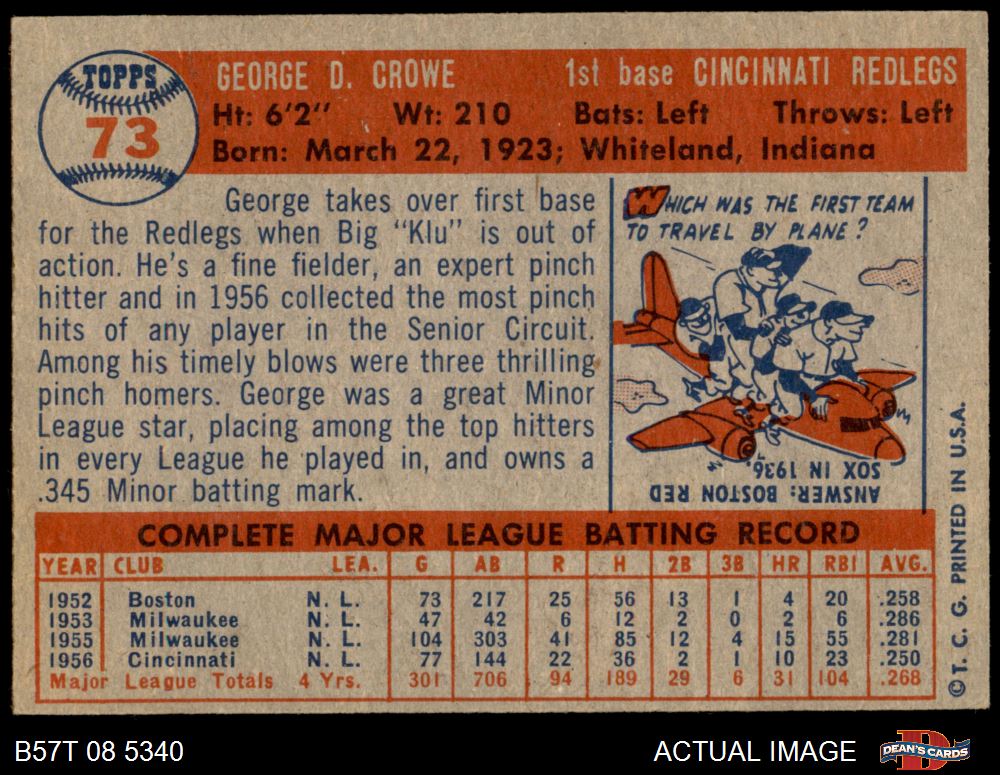 TOPPS
73
GEORGE D. CROWE 1st base CINCINNATI REDLEGS
Ht: 6'2" Wt: 210 Bats: Left Throws: Left
Born: March 22, 1923; Whiteland, Indiana
George takes over first base
for the Redlegs when Big "Klu" is out of
action. He's a fine fielder, an expert pinch
hitter and in 1956 collected the most pinch
hits of any player in the Senior Circuit.
Among his timely blows were three thrilling
pinch homers. George was a great Minor
League star, placing among the top hitters
in every League he played in, and owns a
.345 Minor batting mark.
WHICH WAS THE FIRST TEAM
TO TRAVEL BY PLANE?
ANSWER: BOSTON RED
SOX IN 1936.
COMPLETE MAJOR LEAGUE BATTING RECORD
YEAR CLUB LEA. G AB R H 2B 3B HR RBI AVG.
1952 Boston N. L. 73 217 25 56 13 1 4 20 .258
1953 Milwaukee N. L. 47 42 6 12 2 0 2 6 .286
1955 Milwaukee N. L. 104 303 41 85 12 4 15 55 .281
1956 Cincinnati N. L. 77 144 22 36 2 1 10 23 .250
Major League Totals 4 Yrs. 301 706 94 189 29 6 31 104 .268
© T. C. G. PRINTED IN U.S.A.
B57T 08 5340 ACTUAL IMAGE
D
DEAN'S CARDS